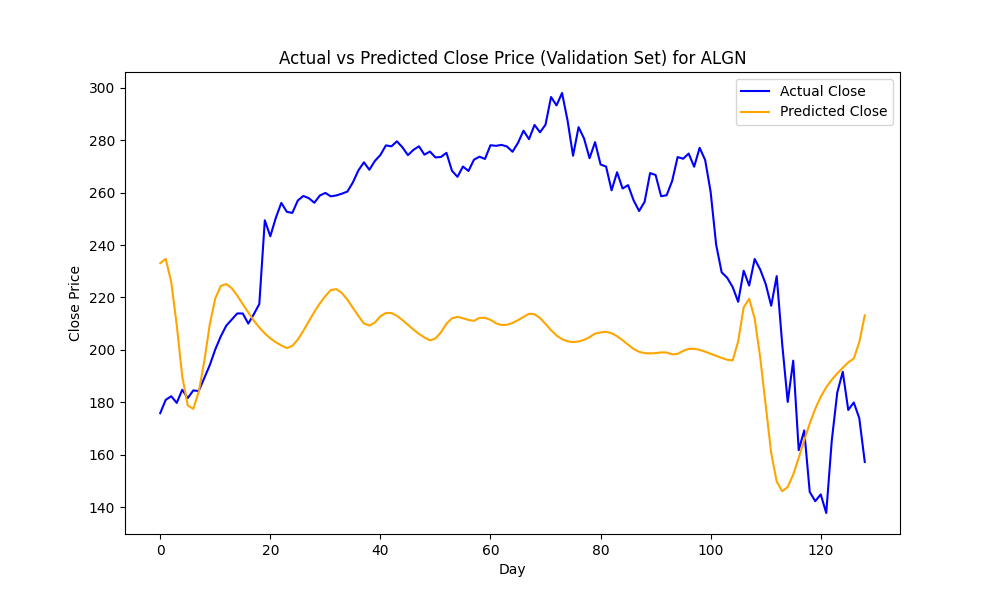 Actual vs Predicted Close Price (Validation Set) for ALGN
Actual Close
Predicted Close
Close Price
300
280
260
240
220
200
180
160
140
0 20 40 60 80 100 120
Day